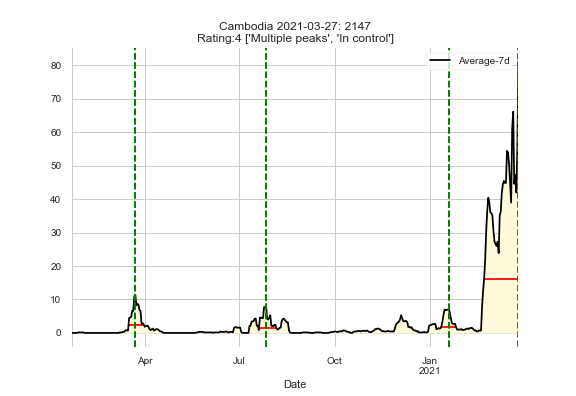 Cambodia 2021-03-27: 2147
Rating:4 ['Multiple peaks', 'In control']
Average-7d
80
70
60
50
40
30
20
10
0
Apr
Jul
Oct
Jan
2021
Date